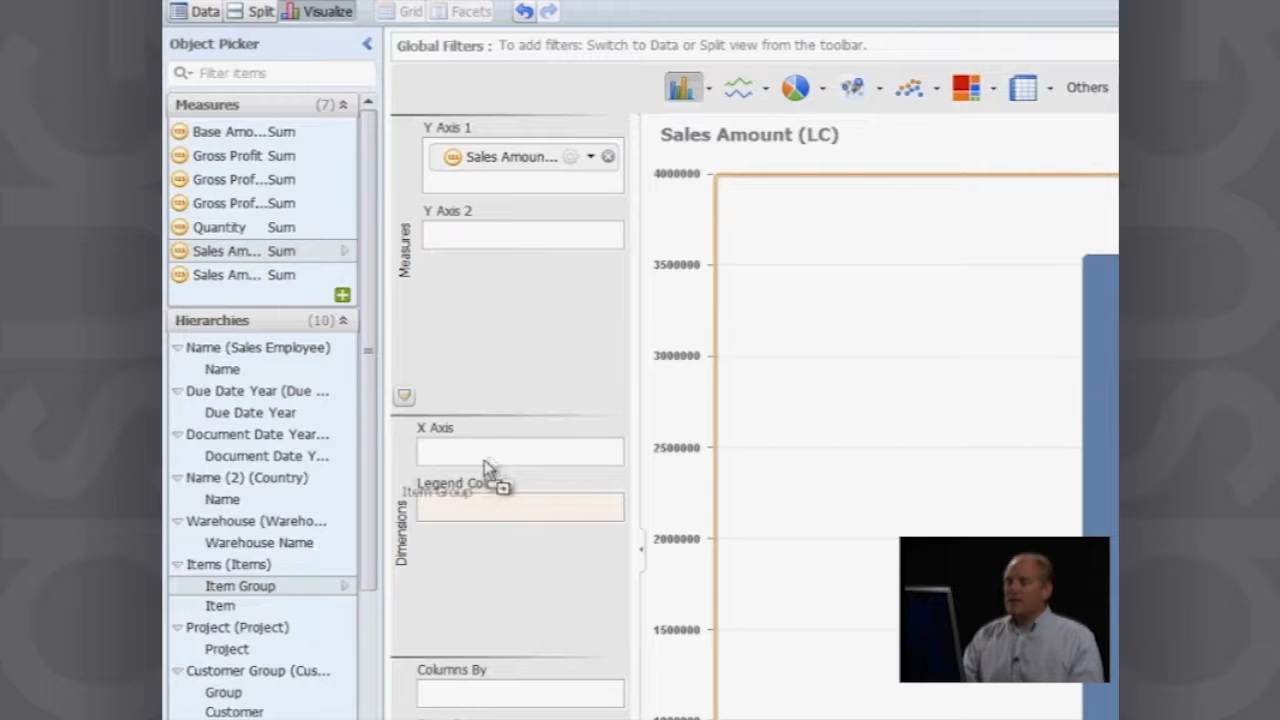 Data Split Visualize Grid Facets
Object Picker
Global Filters : To add filters: Switch to Data or Split view from the toolbar.
Filter items
Others
Measures (7)
Base Amo...Sum
Gross Profit Sum
Gross Prof...Sum
Gross Prof...Sum
Quantity Sum
Sales Am... Sum
Sales Am... Sum
Hierarchies (10)
Name (Sales Employee)
Name
Due Date Year (Due ...
Due Date Year
Document Date Year...
Document Date Y...
Name (2) (Country)
Name
Warehouse (Wareho...
Warehouse Name
Items (Items)
Item Group
Item
Project (Project)
Project
Customer Group (Cus...
Group
Customer
Y Axis 1
Sales Amoun...
Y Axis 2
Measures
X Axis
Legend Co
Item Group
Dimensions
Columns By
Sales Amount (LC)
4000000
3500000
3000000
2500000
2000000
1500000